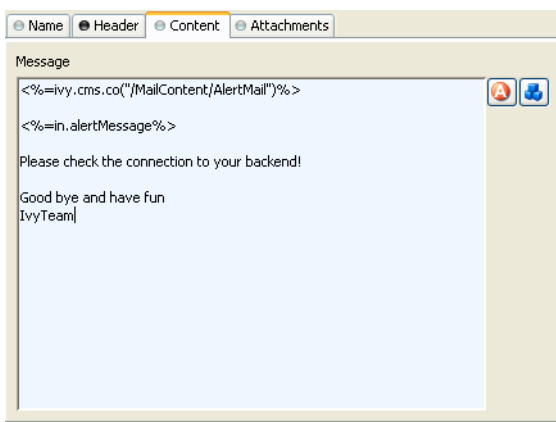 Name Header Content Attachments
Message
<%=ivy.cms.co("/MailContent/AlertMail")%>
<%=in.alertMessage%>
Please check the connection to your backend!
Good bye and have fun
IvyTeam
A